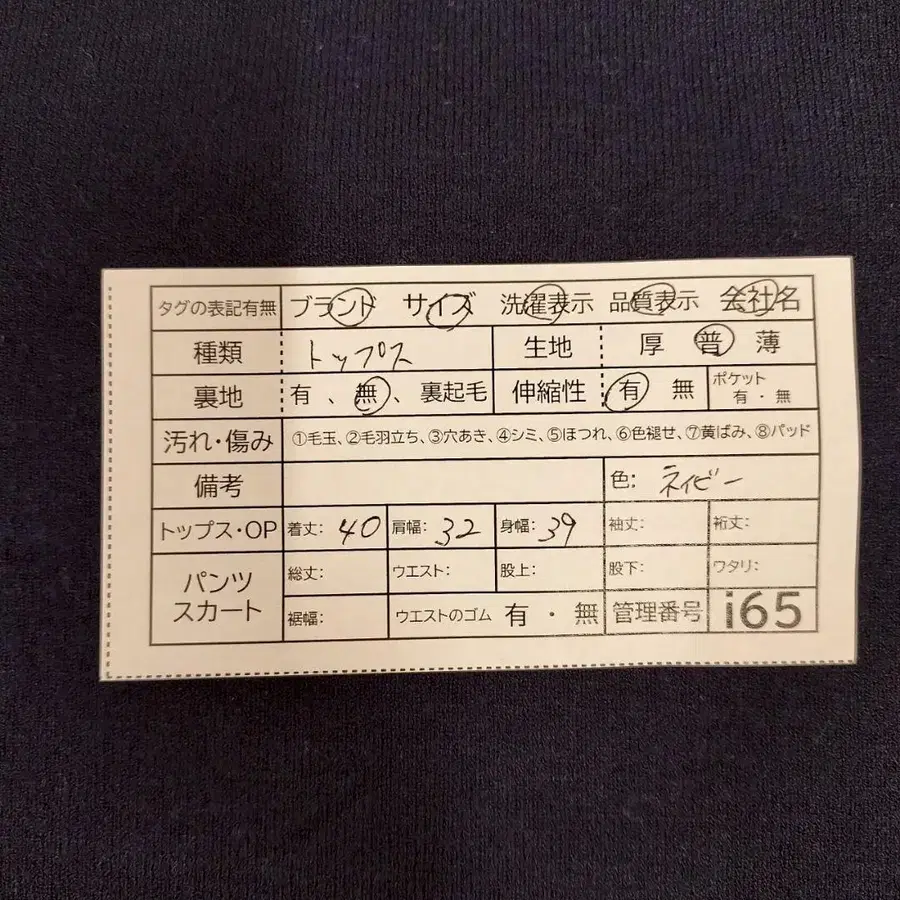 タグの表記有無 ブランド サイズ 洗濯表示 品質表示 会社名
種類 トップス 生地 厚 普 薄
裏地 有 、無 、裏起毛 伸縮性 有 無 ポケット 有・無
汚れ・傷み ①毛玉、②毛羽立ち、③穴あき、④シミ、⑤ほつれ、⑥色褪せ、⑦黄ばみ、⑧パッド
備考 色: ネイビー
トップス・OP 着丈: 40 肩幅: 32 身幅: 39 袖丈: 裄丈:
パンツ スカート 総丈: ウエスト: 股上: 股下: ワタリ:
裾幅: ウエストのゴム 有 ・ 無 管理番号 i65